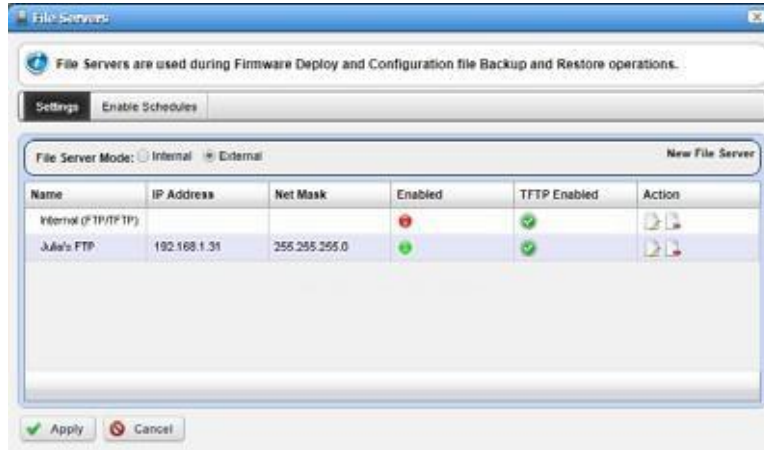 File Servers
File Servers are used during Firmware Deploy and Configuration file Backup and Restore operations.
Settings Enable Schedules
File Server Mode: Internal External New File Server
Name IP Address Net Mask Enabled TFTP Enabled Action
Internal (FTP/TFTP)
Julia's FTP 192.168.1.31 255.255.255.0
Apply Cancel